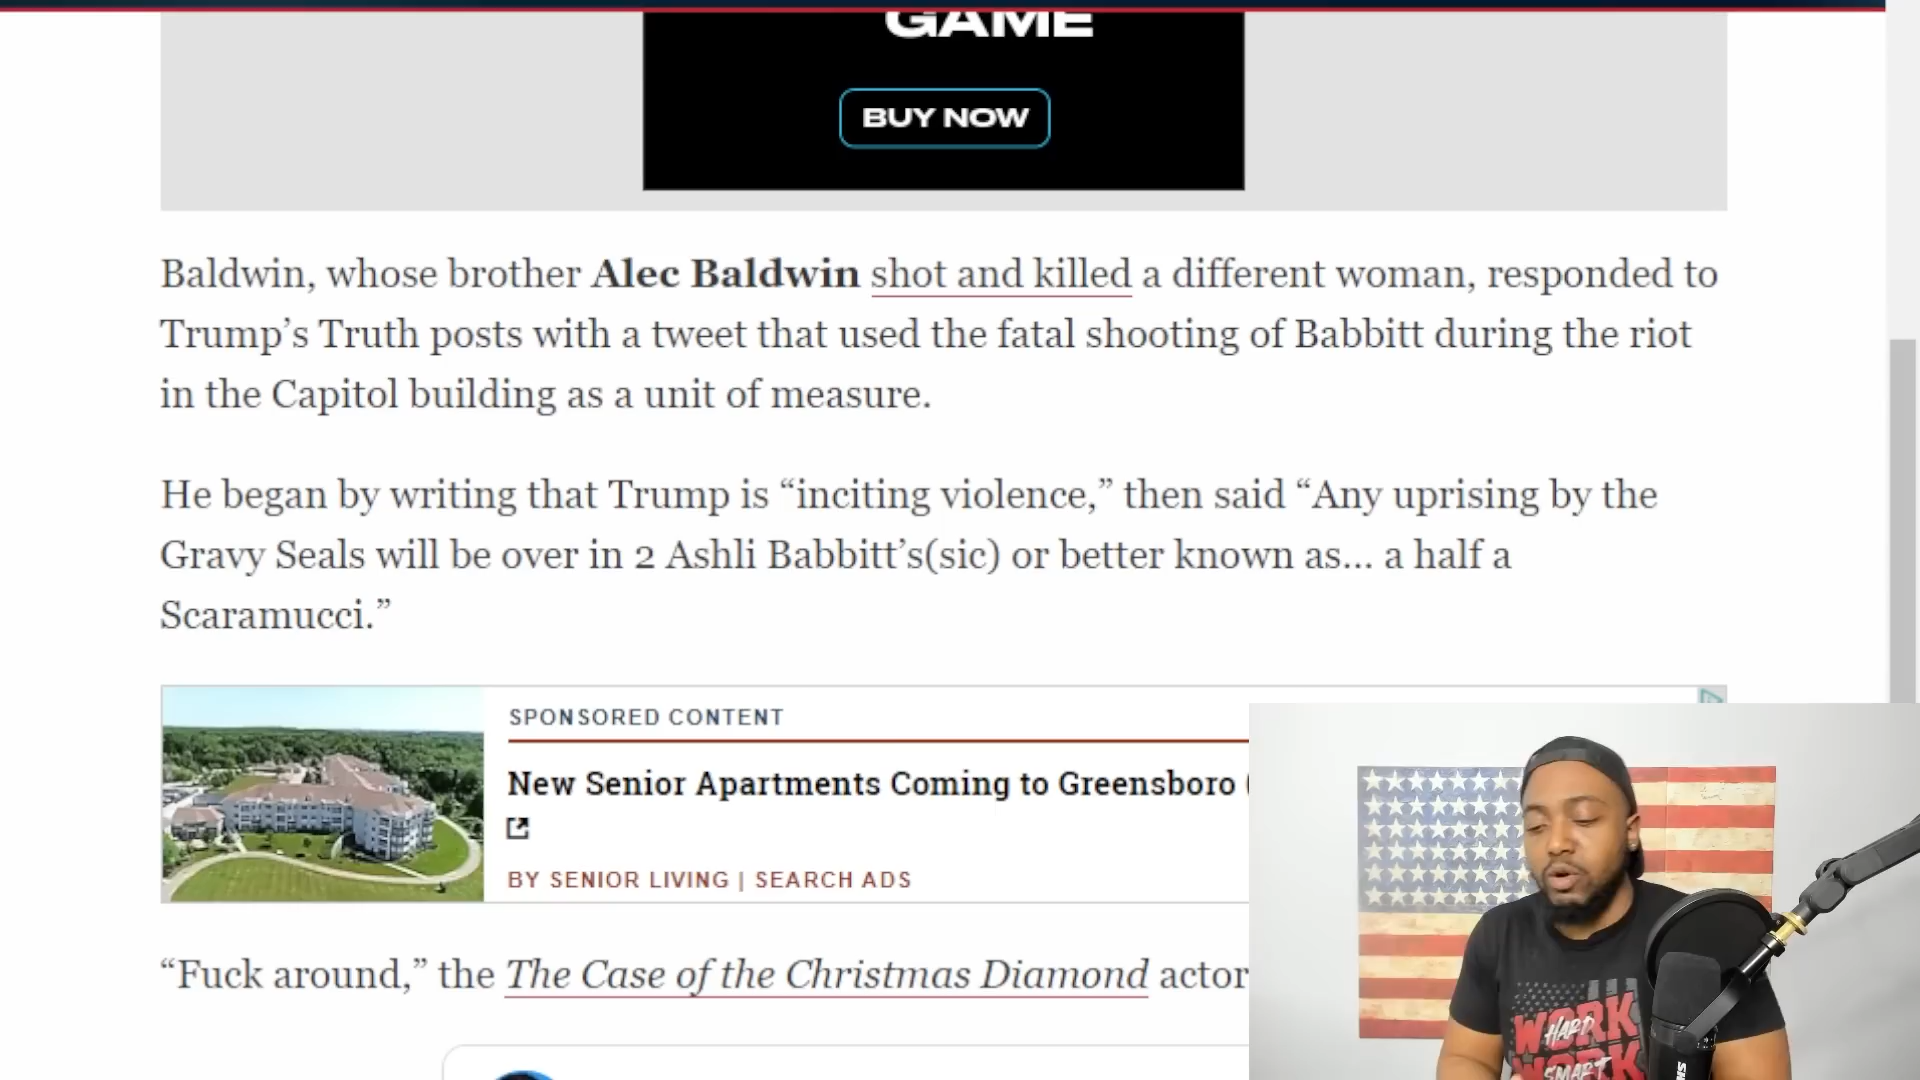 GAME
BUY NOW
Baldwin, whose brother Alec Baldwin shot and killed a different woman, responded to
Trump’s Truth posts with a tweet that used the fatal shooting of Babbitt during the riot
in the Capitol building as a unit of measure.
He began by writing that Trump is “inciting violence,” then said “Any uprising by the
Gravy Seals will be over in 2 Ashli Babbitt’s(sic) or better known as... a half a
Scaramucci.”
SPONSORED CONTENT
New Senior Apartments Coming to Greensboro (
BY SENIOR LIVING | SEARCH ADS
“Fuck around,” the The Case of the Christmas Diamond actor
WORK
HARD
WORK
SMART